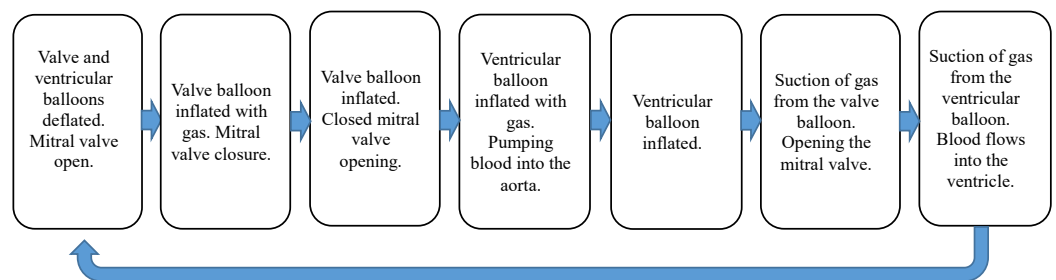 Valve and
ventricular
balloons
deflated.
Mitral valve
open.
Valve balloon
inflated with
gas. Mitral
valve closure.
Valve balloon
inflated.
Closed mitral
valve
opening.
Ventricular
balloon
inflated with
gas.
Pumping
blood into the
aorta.
Ventricular
balloon
inflated.
Suction of gas
from the valve
balloon.
Opening the
mitral valve.
Suction of gas
from the
ventricular
balloon.
Blood flows
into the
ventricle.